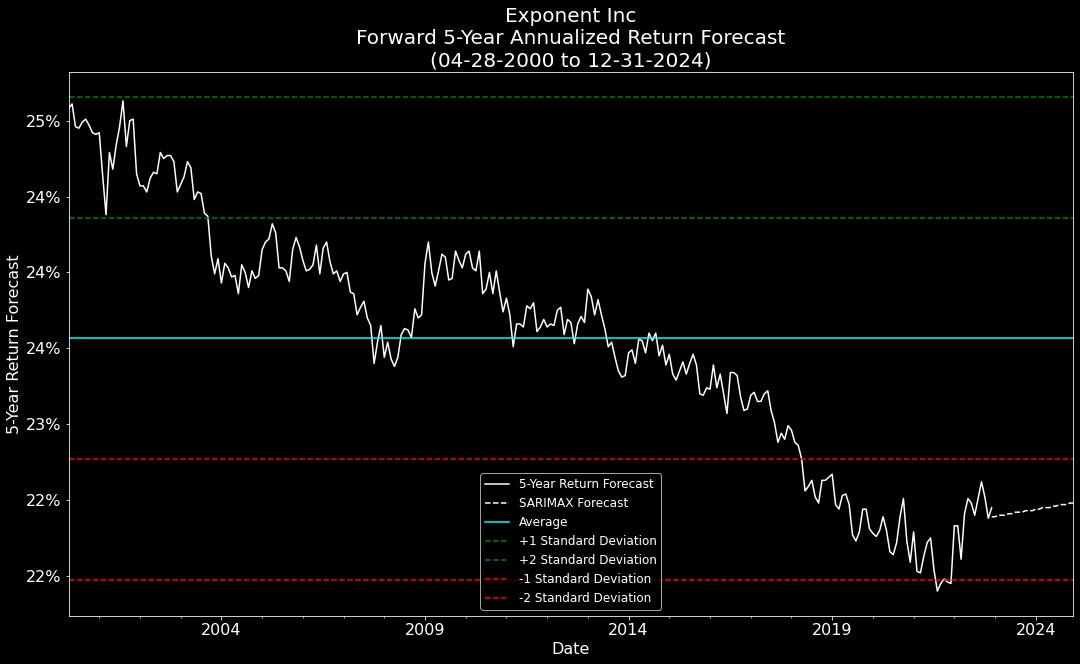 Exponent Inc
Forward 5-Year Annualized Return Forecast
(04-28-2000 to 12-31-2024)
25%
24%
24%
24%
23%
22%
22%
5-Year Return Forecast
5-Year Return Forecast
SARIMAX Forecast
Average
+1 Standard Deviation
+2 Standard Deviation
-1 Standard Deviation
-2 Standard Deviation
2004
2009
2014
2019
2024
Date